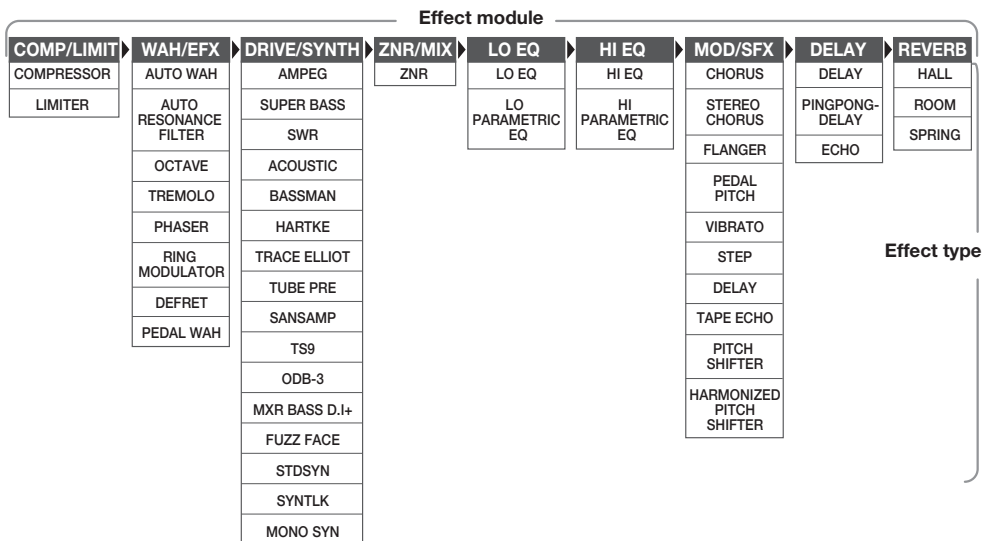 Effect module
COMP/LIMIT
COMPRESSOR
LIMITER
WAH/EFX
AUTO WAH
AUTO
RESONANCE
FILTER
OCTAVE
TREMOLO
PHASER
RING
MODULATOR
DEFRET
PEDAL WAH
DRIVE/SYNTH
AMPEG
SUPER BASS
SWR
ACOUSTIC
BASSMAN
HARTKE
TRACE ELLIOT
TUBE PRE
SANSAMP
TS9
ODB-3
MXR BASS D.I+
FUZZ FACE
STDSYN
SYNTLK
MONO SYN
ZNR/MIX
ZNR
LO EQ
LO EQ
LO
PARAMETRIC
EQ
HI EQ
HI EQ
HI
PARAMETRIC
EQ
MOD/SFX
CHORUS
STEREO
CHORUS
FLANGER
PEDAL
PITCH
VIBRATO
STEP
DELAY
TAPE ECHO
PITCH
SHIFTER
HARMONIZED
PITCH
SHIFTER
DELAY
DELAY
PINGPONG-
DELAY
ECHO
REVERB
HALL
ROOM
SPRING
Effect type